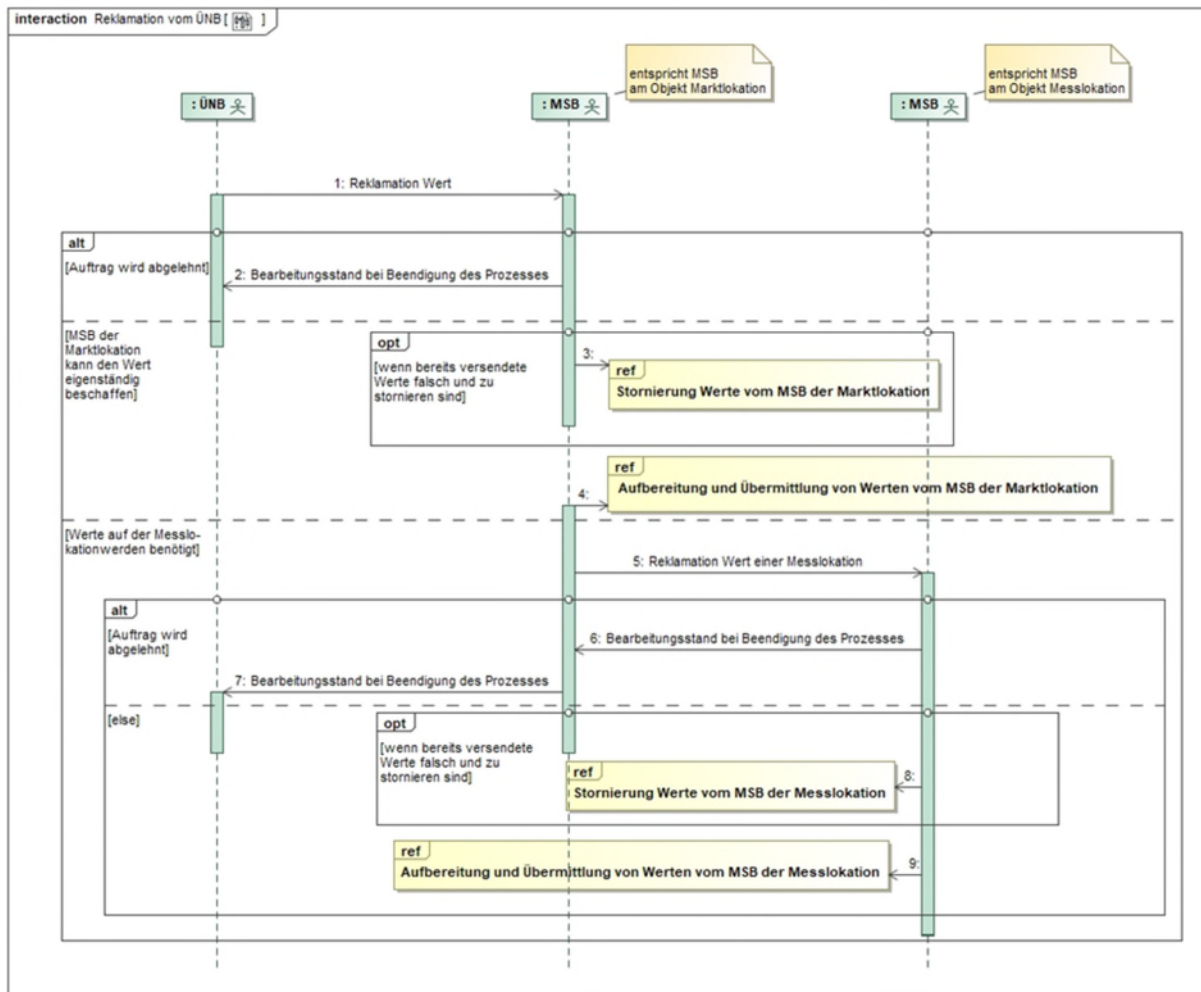 interaction Reklamation vom ÜNB [ ]
entspricht MSB
am Objekt Marktlokation
entspricht MSB
am Objekt Messlokation
: ÜNB
: MSB
: MSB
1: Reklamation Wert
alt
[Auftrag wird abgelehnt]
2: Bearbeitungsstand bei Beendigung des Prozesses
[MSB der
Marktlokation
kann den Wert
eigenständig
beschaffen]
opt
[wenn bereits versendete
Werte falsch und zu
stornieren sind]
3:
ref
Stornierung Werte vom MSB der Marktlokation
ref
Aufbereitung und Übermittlung von Werten vom MSB der Marktlokation
4:
[Werte auf der Messlo-
kationwerden benötigt]
5: Reklamation Wert einer Messlokation
alt
[Auftrag wird
abgelehnt]
6: Bearbeitungsstand bei Beendigung des Prozesses
7: Bearbeitungsstand bei Beendigung des Prozesses
[else]
opt
[wenn bereits versendete
Werte falsch und zu
stornieren sind]
ref
Stornierung Werte vom MSB der Messlokation
8:
ref
Aufbereitung und Übermittlung von Werten vom MSB der Messlokation
9: